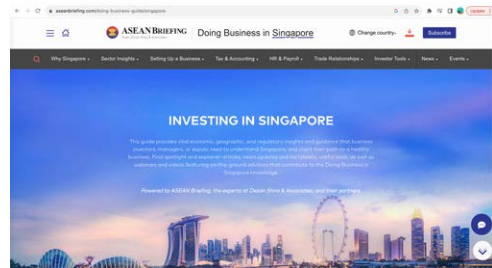 aseanbriefing.com/doing-business-guide/singapore
Update
ASEAN BRIEFING
Doing Business in Singapore
Change country
Subscribe
Why Singapore
Sector Insights
Setting Up a Business
Tax & Accounting
HR & Payroll
Trade Relationships
Investor Tools
News
Events
INVESTING IN SINGAPORE
This guide provides vital economic, geographic, and regulatory insights and guidance that business
investors, managers, or expats need to understand Singapore, and chart their path to a healthy
business. Find spotlight and explainer articles, news updates and factsheets, useful tools, as well as
webinars and videos featuring on-the-ground advisors that contribute to the Doing Business in
Singapore knowledge.
Powered by ASEAN Briefing, the experts at Dezan Shira & Associates, and their partners.